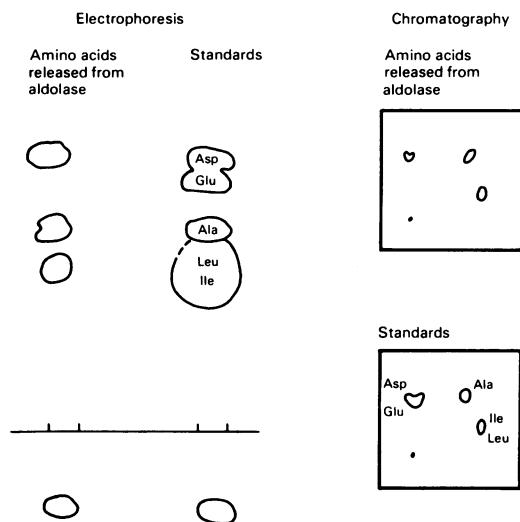 Electrophoresis
Amino acids
released from
aldolase
Standards
Asp
Glu
Ala
Leu
Ile
Chromatography
Amino acids
released from
aldolase
Standards
Asp
Glu
Ala
Ile
Leu